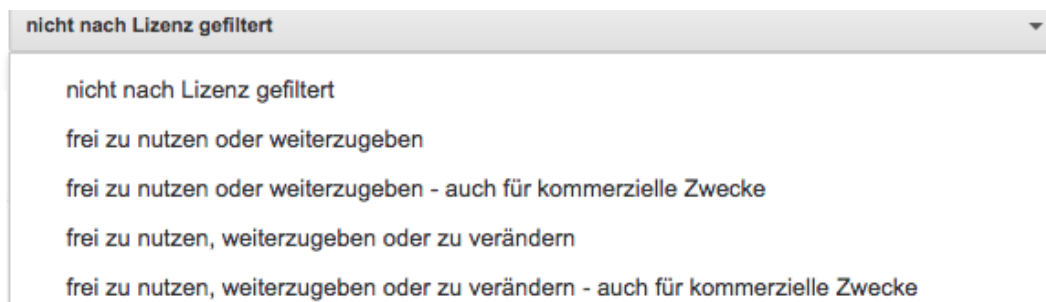 nicht nach Lizenz gefiltert
nicht nach Lizenz gefiltert
frei zu nutzen oder weiterzugeben
frei zu nutzen oder weiterzugeben - auch für kommerzielle Zwecke
frei zu nutzen, weiterzugeben oder zu verändern
frei zu nutzen, weiterzugeben oder zu verändern - auch für kommerzielle Zwecke